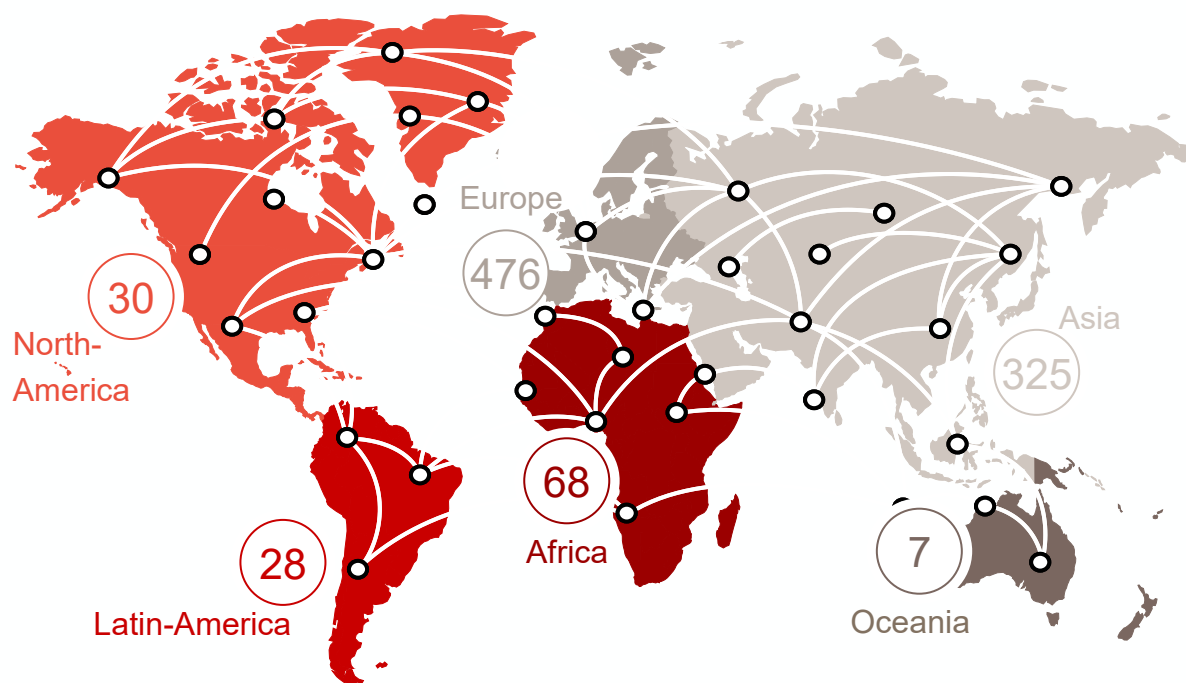 Europe
476
30
North-
America
Asia
325
68
Africa
28
Latin-America
7
Oceania